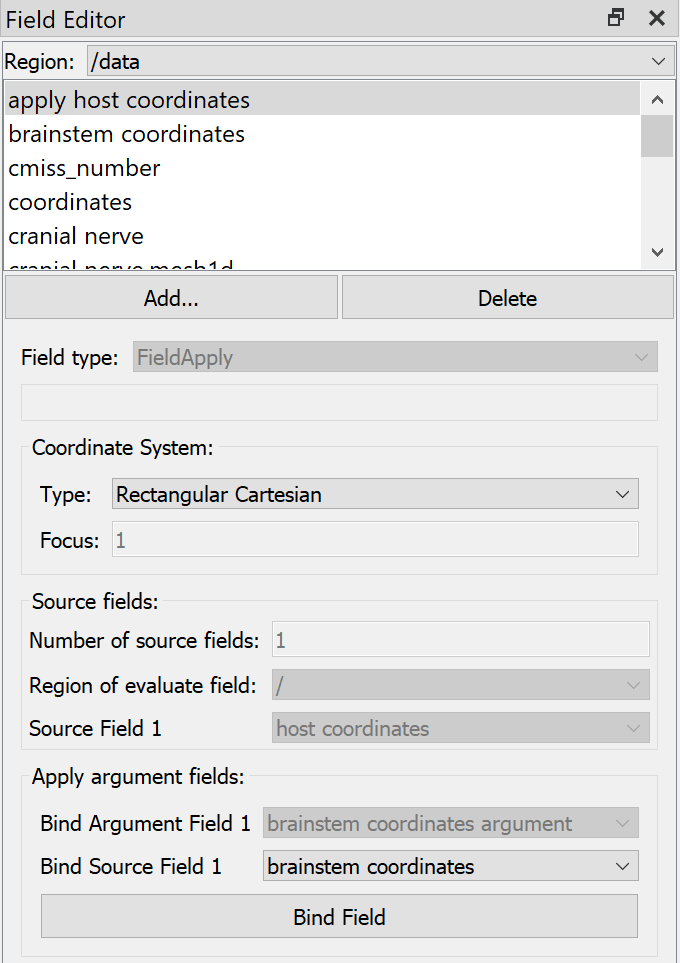 Field Editor
Region: /data
apply host coordinates
brainstem coordinates
cmiss_number
coordinates
cranial nerve
cranial nerve.mesh1d
Add... Delete
Field type: FieldApply
Coordinate System:
Type: Rectangular Cartesian
Focus: 1
Source fields:
Number of source fields: 1
Region of evaluate field: /
Source Field 1 host coordinates
Apply argument fields:
Bind Argument Field 1 brainstem coordinates argument
Bind Source Field 1 brainstem coordinates
Bind Field